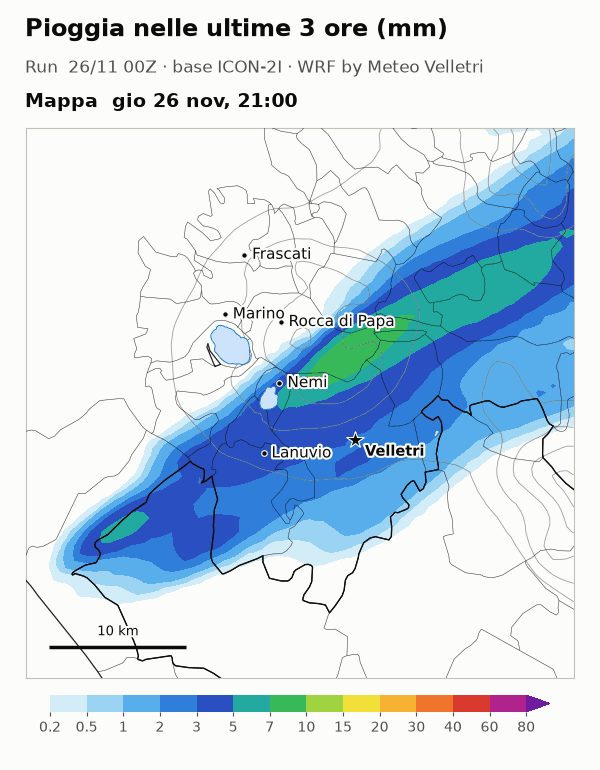 Pioggia nelle ultime 3 ore (mm)
Run  26/11 00Z · base ICON-2I · WRF by Meteo Velletri
Mappa  gio 26 nov, 21:00
Frascati
Marino
Rocca di Papa
Nemi
Velletri
Lanuvio
10 km
0.2 0.5 1 2 3 5 7 10 15 20 30 40 60 80